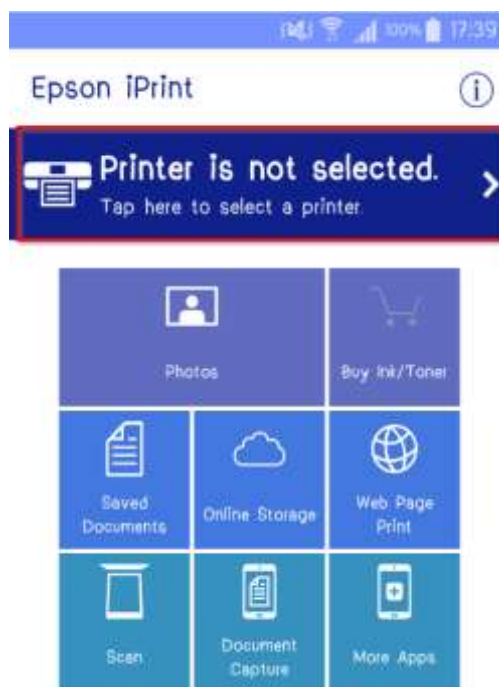 100% 17:39
Epson iPrint
Printer is not selected.
Tap here to select a printer.
Photos
Buy Ink/Toner
Saved
Documents
Online Storage
Web Page
Print
Scan
Document
Capture
More Apps